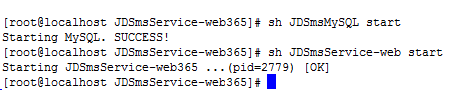 [root@localhost JDSmsService-web365]# sh JDSmsMySQL start
Starting MySQL. SUCCESS!
[root@localhost JDSmsService-web365]# sh JDSmsService-web start
Starting JDSmsService-web365 ...(pid=2779) [OK]
[root@localhost JDSmsService-web365]#